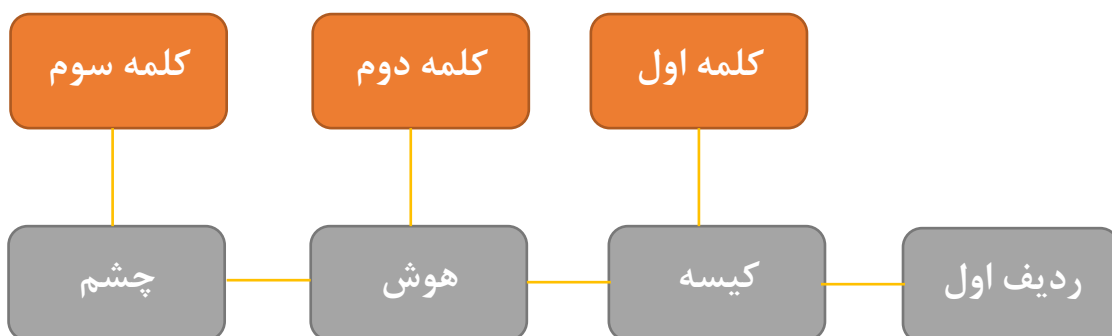 کلمه اول کلمه دوم کلمه سوم
ردیف اول کیسه هوش چشم